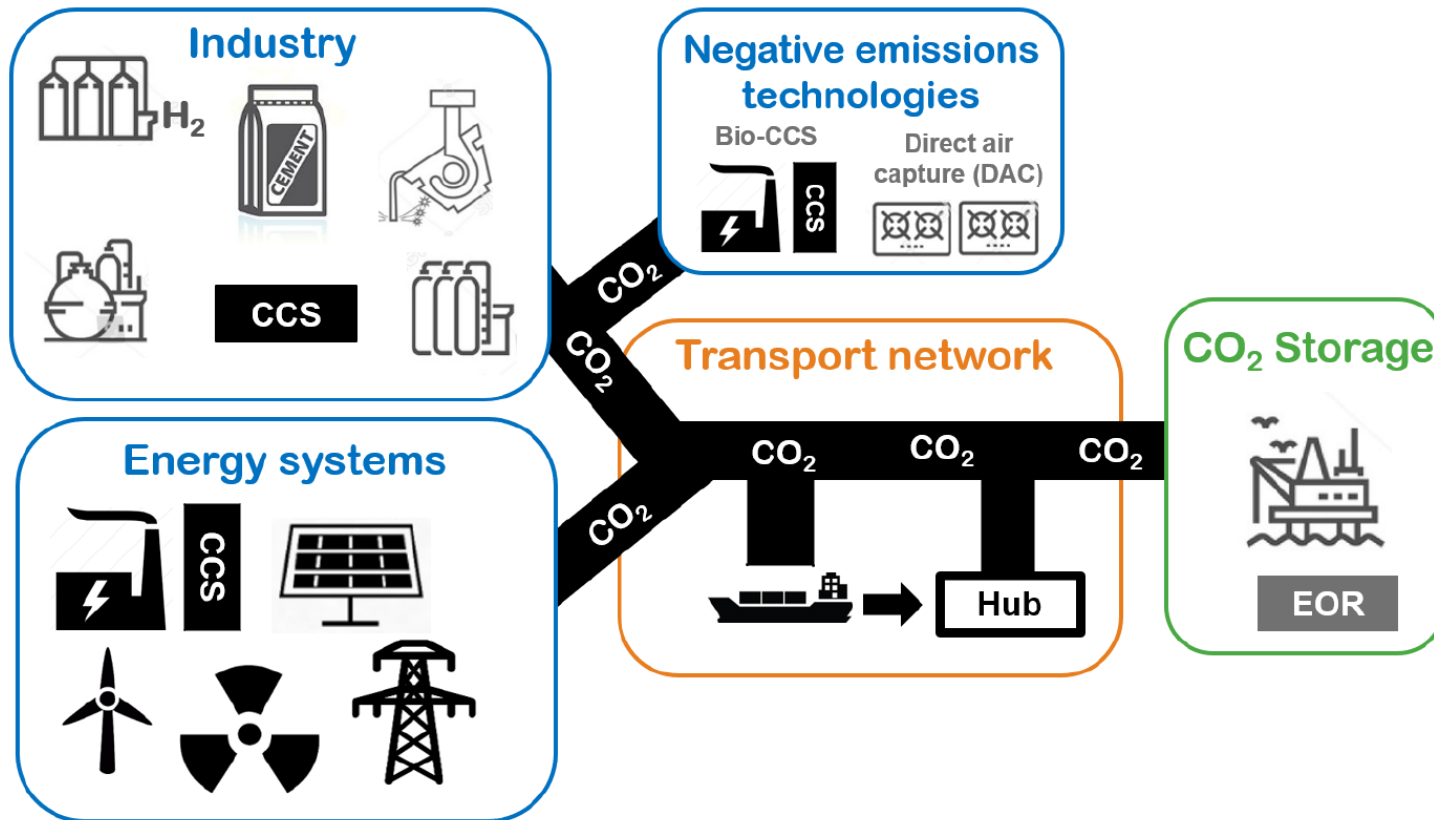 Industry
H₂
CEMENT
CCS
Negative emissions
technologies
Bio-CCS
CCS
Direct air
capture (DAC)
CO₂
CO₂
CO₂
Energy systems
CCS
Transport network
CO₂
CO₂
CO₂
Hub
CO₂ Storage
EOR